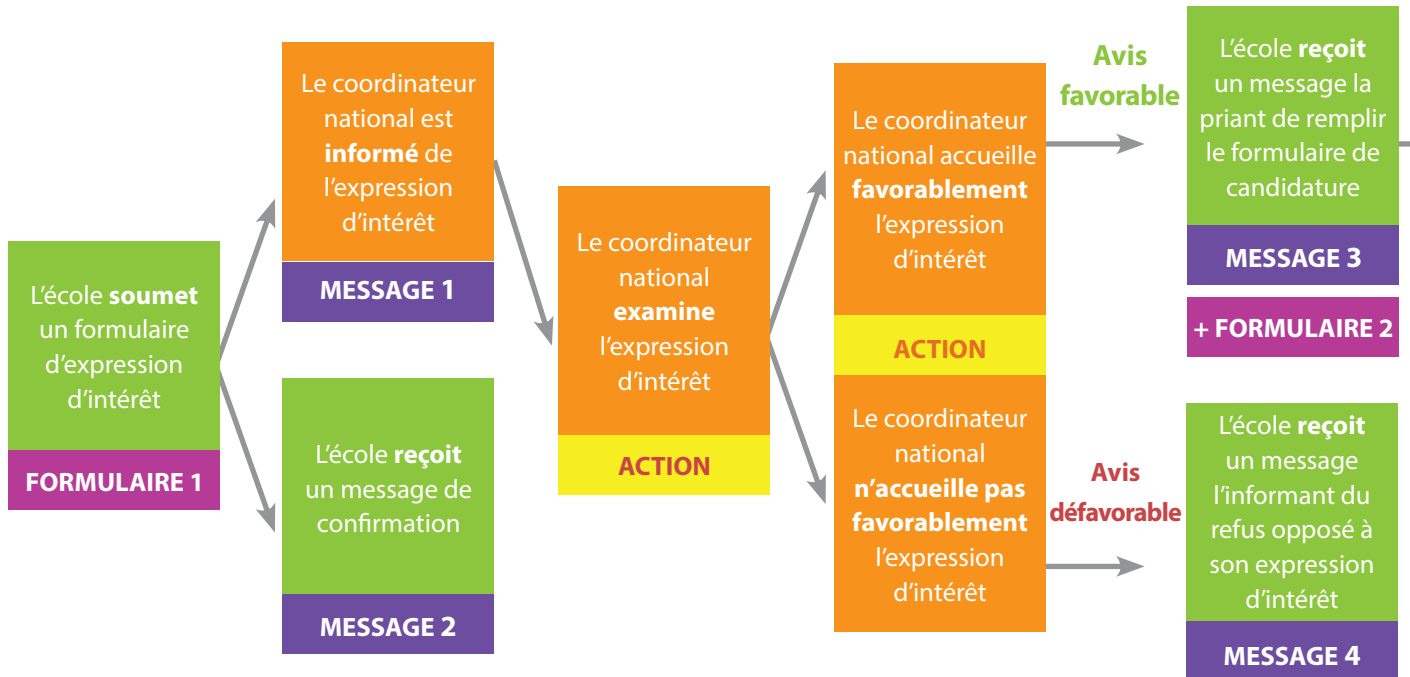 L'école soumet
un formulaire
d'expression
d'intérêt
FORMULAIRE 1
Le coordinateur
national est
informé de
l'expression
d'intérêt
MESSAGE 1
L'école reçoit
un message de
confirmation
MESSAGE 2
Le coordinateur
national
examine
l'expression
d'intérêt
ACTION
Le coordinateur
national accueille
favorablement
l'expression
d'intérêt
ACTION
Le coordinateur
national
n'accueille pas
favorablement
l'expression
d'intérêt
Avis
favorable
L'école reçoit
un message la
priant de remplir
le formulaire de
candidature
MESSAGE 3
+ FORMULAIRE 2
Avis
défavorable
L'école reçoit
un message
l'informant du
refus opposé à
son expression
d'intérêt
MESSAGE 4